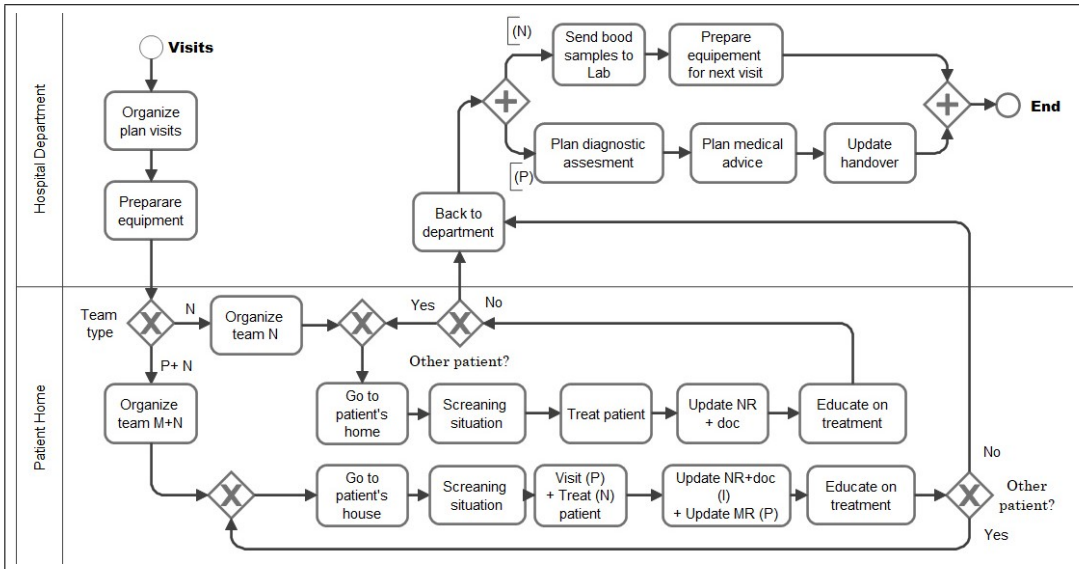 Hospital Department
Visits
Organize
plan visits
Preparare
equipment
(N)
Send bood
samples to
Lab
Prepare
equipement
for next visit
End
(P)
Plan diagnostic
assesment
Plan medical
advice
Update
handover
Back to
department
Patient Home
Team
type
N
Organize
team N
Yes
No
Other patient?
P+ N
Organize
team M+N
Go to
patient's
home
Screaning
situation
Treat patient
Update NR
+ doc
Educate on
treatment
Go to
patient's
house
Screaning
situation
Visit (P)
+ Treat (N)
patient
Update NR+doc
(I)
+ Update MR (P)
Educate on
treatment
No
Other
patient?
Yes